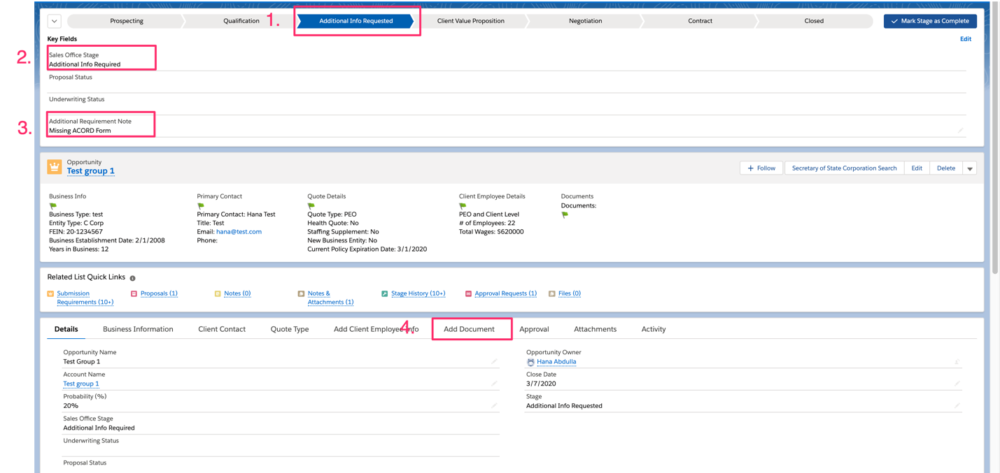 Prospecting
Qualification
1.
Additional Info Requested
Client Value Proposition
Negotiation
Contract
Closed
Mark Stage as Complete
Key Fields
Edit
2.
Sales Office Stage
Additional Info Required
Proposal Status
Underwriting Status
3.
Additional Requirement Note
Missing ACORD Form
Opportunity
Test group 1
Follow
Secretary of State Corporation Search
Edit
Delete
Business Info
Business Type: test
Entity Type: C Corp
FEIN: 20-1234567
Business Establishment Date: 2/1/2008
Years in Business: 12
Primary Contact
Primary Contact: Hana Test
Title: Test
Email: hana@test.com
Phone:
Quote Details
Quote Type: PEO
Health Quote: No
Staffing Supplement: No
New Business Entity: No
Current Policy Expiration Date: 3/1/2020
Client Employee Details
PEO and Client Level
# of Employees: 22
Total Wages: $620000
Documents
Documents:
Related List Quick Links
Submission
Requirements (10+)
Proposals (1)
Notes (0)
Notes &
Attachments (1)
Stage History (10+)
Approval Requests (1)
Files (0)
Details
Business Information
Client Contact
Quote Type
Add Client Employee Info
4.
Add Document
Approval
Attachments
Activity
Opportunity Name
Test Group 1
Account Name
Test group 1
Probability (%)
20%
Sales Office Stage
Additional Info Required
Underwriting Status
Proposal Status
Opportunity Owner
Hana Abdulla
Close Date
3/7/2020
Stage
Additional Info Requested